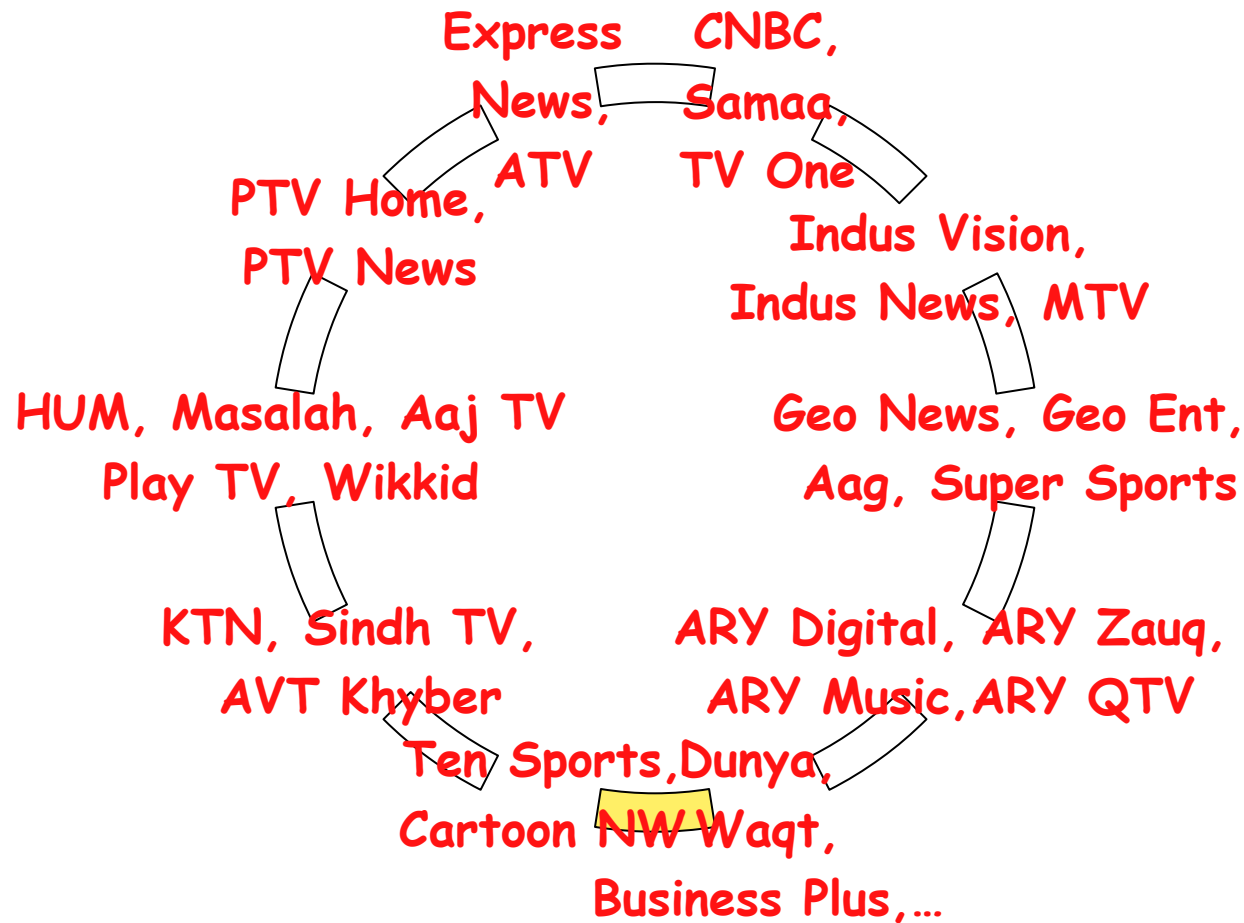 Express
News,
ATV
CNBC,
Samaa,
TV One
PTV Home,
PTV News
Indus Vision,
Indus News, MTV
HUM, Masalah, Aaj TV
Play TV, Wikkid
Geo News, Geo Ent,
Aag, Super Sports
KTN, Sindh TV,
AVT Khyber
ARY Digital, ARY Zauq,
ARY Music,ARY QTV
Ten Sports,
Cartoon NW
Dunya,
Waqt,
Business Plus,…